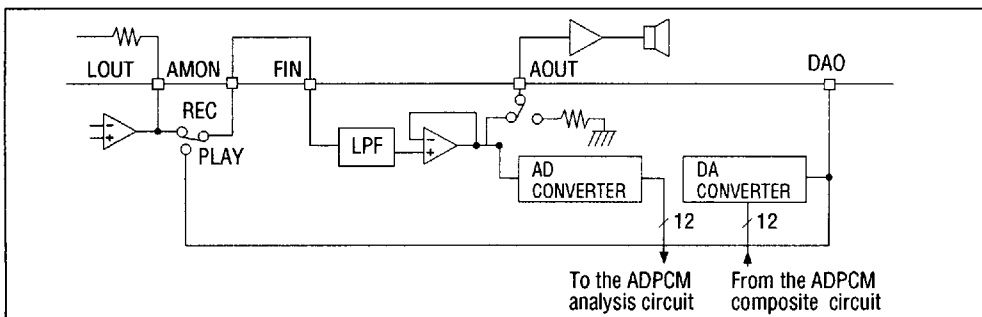 LOUT AMON FIN AOUT DAO
REC
PLAY
LPF
− +
− +
AD CONVERTER
DA CONVERTER
12
12
To the ADPCM analysis circuit
From the ADPCM composite circuit